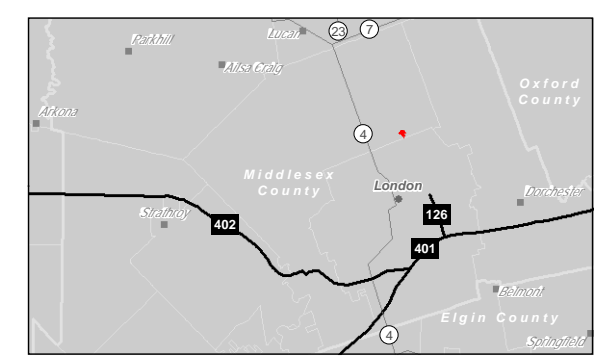 Lucan
23
7
Parkhill
Ailsa Craig
Oxford
County
Arkona
4
Middlesex
County
London
Dorchester
Strathroy
402
126
401
Belmont
Elgin County
4
Springfield